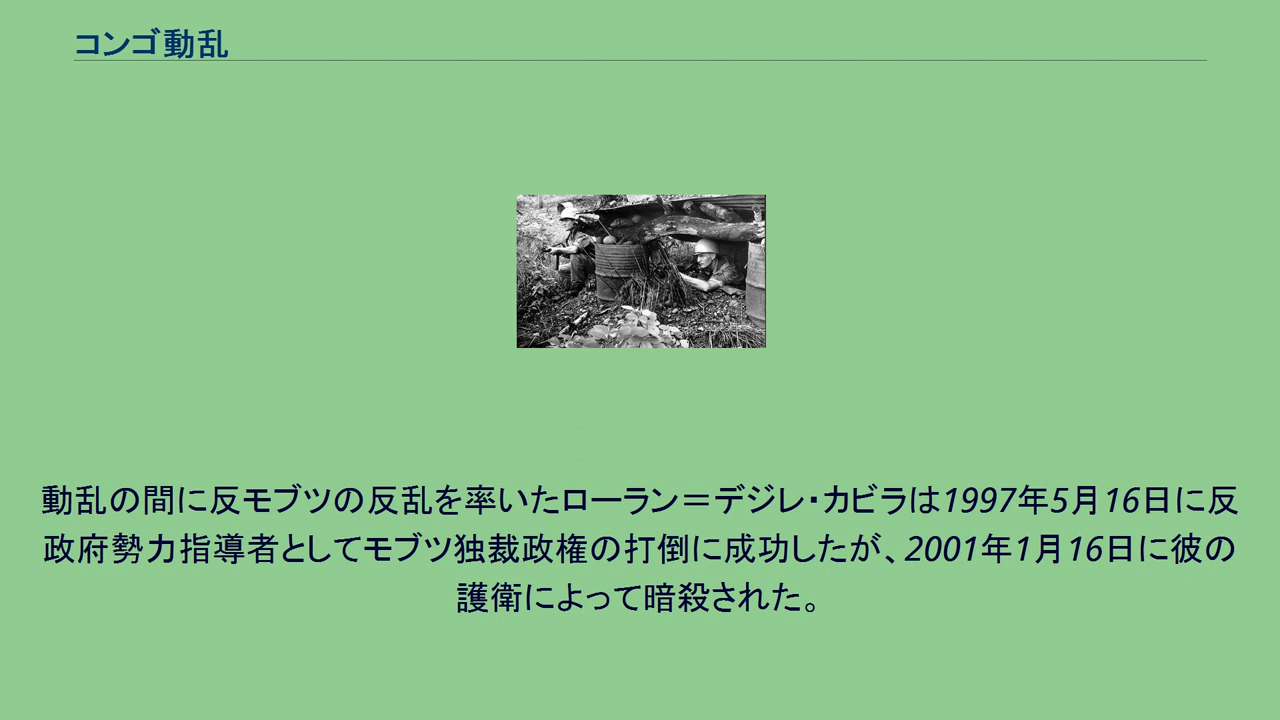 コンゴ動乱
動乱の間に反モブツの反乱を率いたローラン＝デジレ・カビラは1997年5月16日に反
政府勢力指導者としてモブツ独裁政権の打倒に成功したが、2001年1月16日に彼の
護衛によって暗殺された。